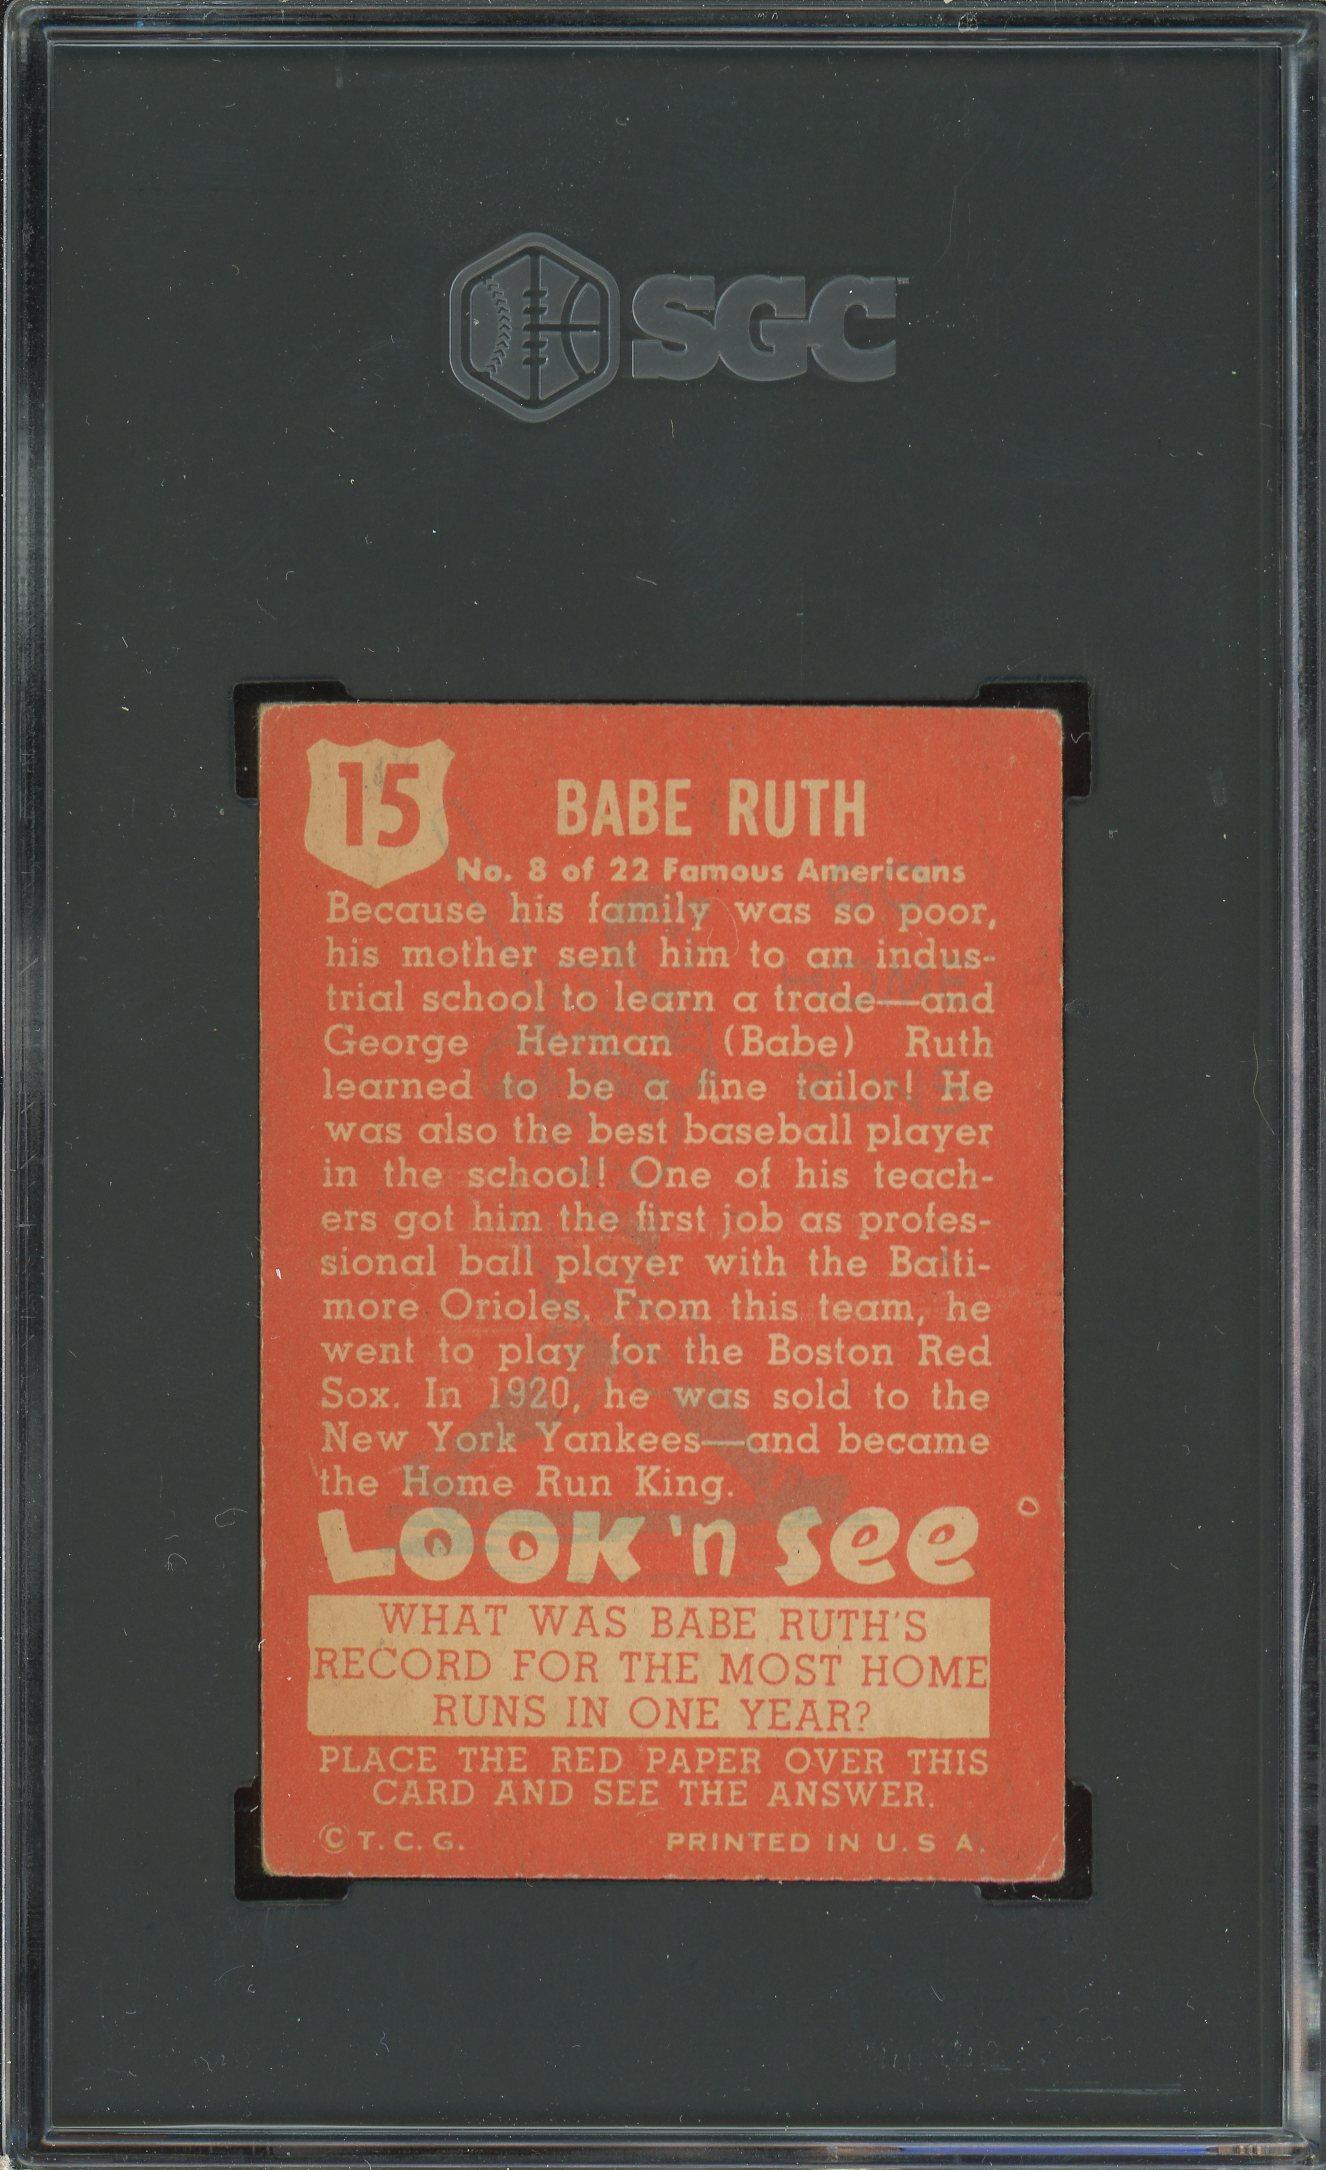 SGC™
15
BABE RUTH
No. 8 of 22 Famous Americans
Because his family was so poor,
his mother sent him to an indus-
trial school to learn a trade—and
George Herman (Babe) Ruth
learned to be a fine tailor! He
was also the best baseball player
in the school! One of his teach-
ers got him the first job as profes-
sional ball player with the Balti-
more Orioles. From this team, he
went to play for the Boston Red
Sox. In 1920, he was sold to the
New York Yankees—and became
the Home Run King.
LOOK 'n See
WHAT WAS BABE RUTH'S
RECORD FOR THE MOST HOME
RUNS IN ONE YEAR?
PLACE THE RED PAPER OVER THIS
CARD AND SEE THE ANSWER.
© T. C. G. PRINTED IN U. S A.
HOME
RUNS